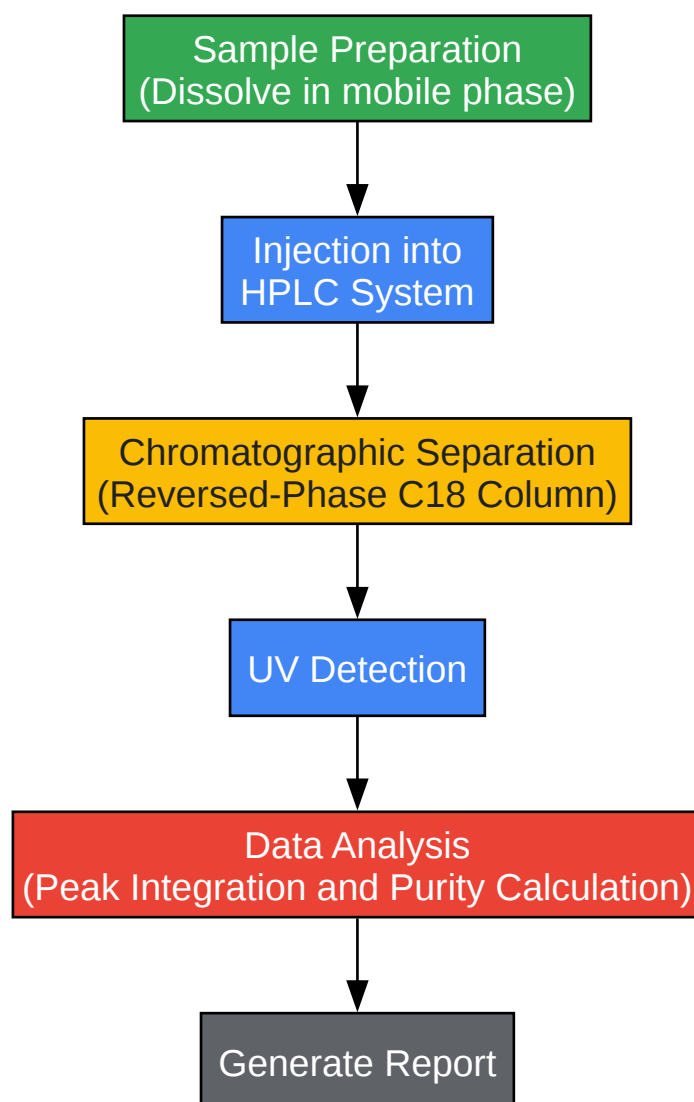 Sample Preparation
(Dissolve in mobile phase)
Injection into
HPLC System
Chromatographic Separation
(Reversed-Phase C18 Column)
UV Detection
Data Analysis
(Peak Integration and Purity Calculation)
Generate Report